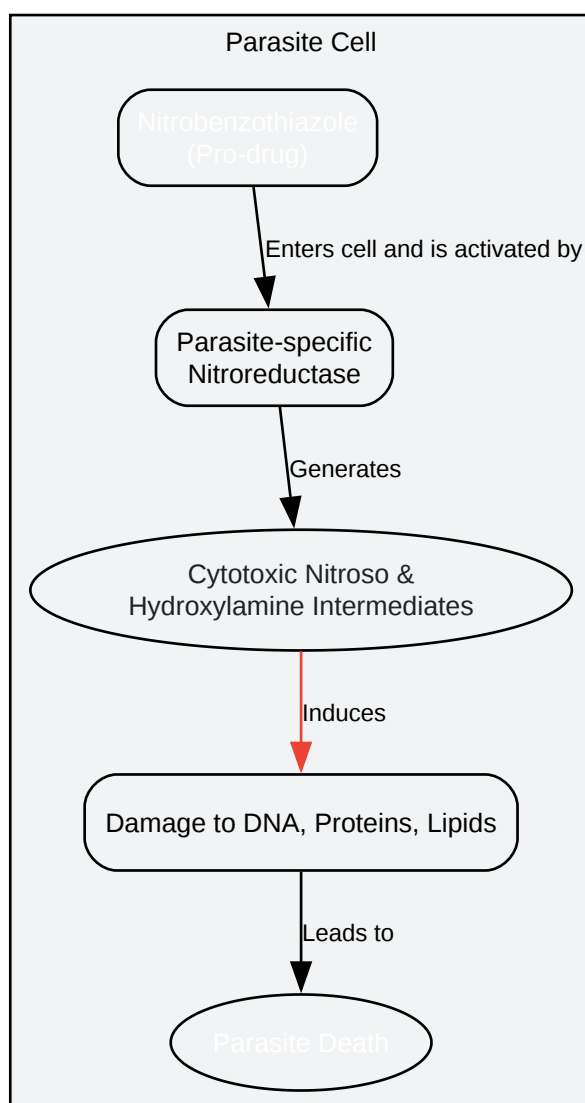 Parasite Cell
Nitrobenzothiazole
(Pro-drug)
Enters cell and is activated by
Parasite-specific
Nitroreductase
Generates
Cytotoxic Nitroso &
Hydroxylamine Intermediates
Induces
Damage to DNA, Proteins, Lipids
Leads to
Parasite Death